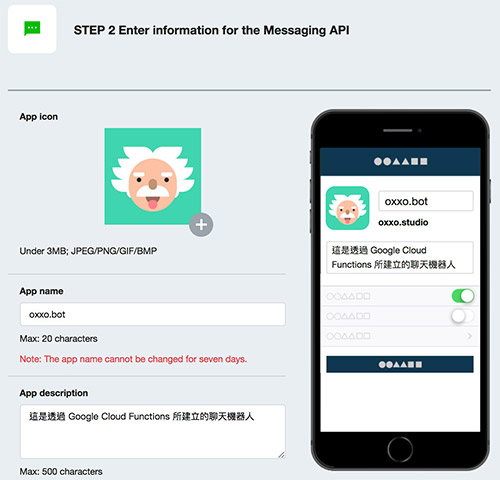 STEP 2 Enter information for the Messaging API
App icon
Under 3MB; JPEG/PNG/GIF/BMP
App name
oxxo.bot
Max: 20 characters
Note: The app name cannot be changed for seven days.
App description
這是透過 Google Cloud Functions 所建立的聊天機器人
Max: 500 characters
oxxo.bot
oxxo.studio
這是透過 Google Cloud
Functions 所建立的聊天機器人